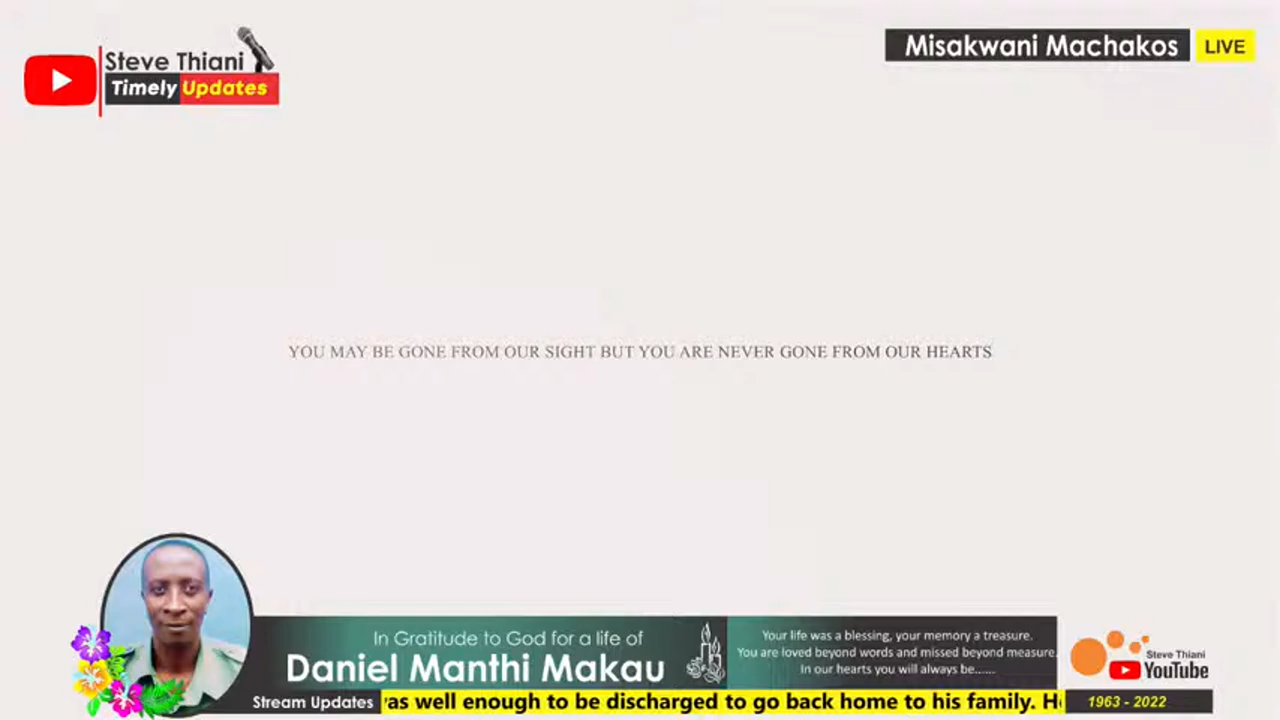 Steve Thiani
Timely Updates
Misakwani Machakos LIVE
YOU MAY BE GONE FROM OUR SIGHT BUT YOU ARE NEVER GONE FROM OUR HEARTS
In Gratitude to God for a life of
Daniel Manthi Makau
Your life was a blessing, your memory a treasure.
You are loved beyond words and missed beyond measure.
In our hearts you will always be......
Steve Thiani
YouTube
Stream Updates
well enough to be discharged to go back home to his family.
1963 - 2022